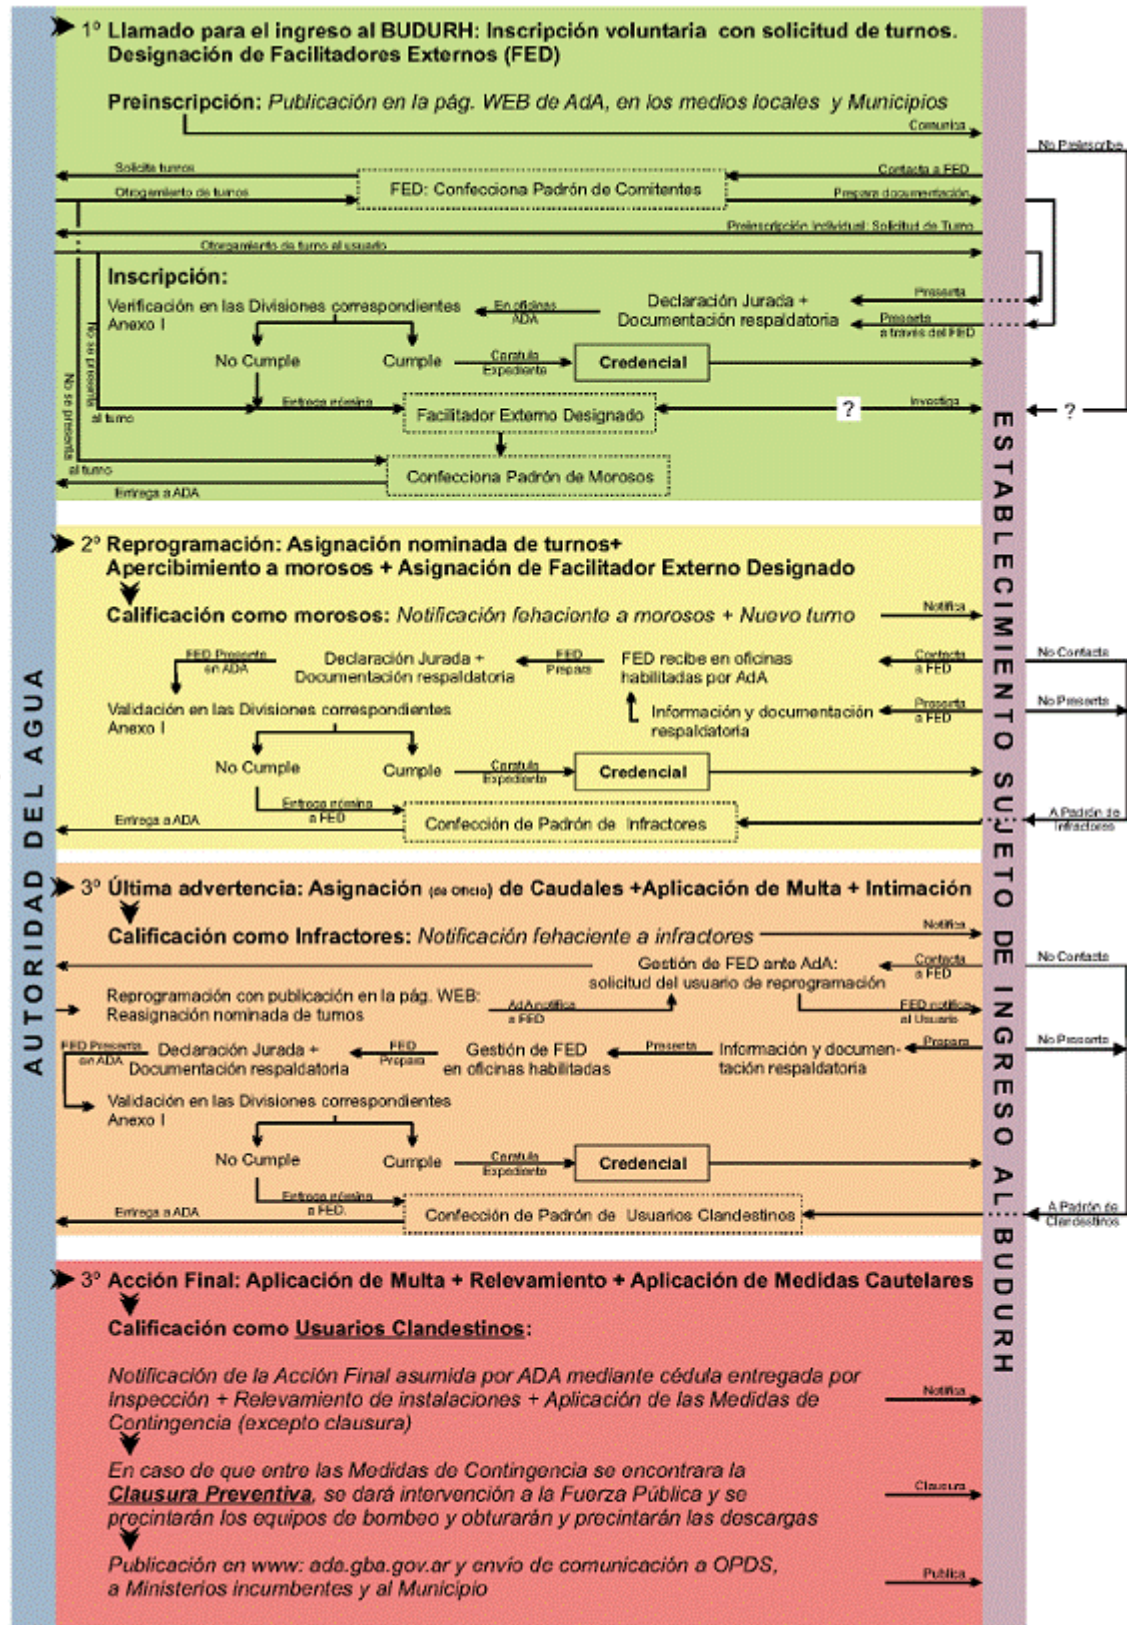 1º Llamado para el ingreso al BUDURH: Inscripción voluntaria con solicitud de turnos.
Designación de Facilitadores Externos (FED)
Preinscripción: Publicación en la pág. WEB de AdA, en los medios locales y Municipios
Comunica
No Preinscribe
Solicita turnos
Contacta a FED
FED: Confecciona Padrón de Comitentes
Otrogamiento de turnos
Prepara documentación
Preinscripción Individual: Solicitud de Turno
Otorgamiento de turno al usuario
Inscripción:
Verificación en las Divisiones correspondientes
Anexo I
En oficinas
ADA
Declaración Jurada +
Documentación respaldatoria
Presenta
Presenta
a través del FED
No Cumple
Cumple
Caratula
Expediente
Credencial
No se presenta
al turno
No se presenta
al turno
Entrega nómina
Facilitador Externo Designado
?
Investiga
?
Confecciona Padrón de Morosos
Entrega a ADA
2º Reprogramación: Asignación nominada de turnos+
Apercibimiento a morosos + Asignación de Facilitador Externo Designado
Calificación como morosos: Notificación fehaciente a morosos + Nuevo turno
Notifica
FED Presenta
en ADA
Declaración Jurada +
Documentación respaldatoria
FED
Prepara
FED recibe en oficinas
habilitadas por AdA
Contacta
a FED
No Contacta
Validación en las Divisiones correspondientes
Anexo I
Información y documentación
respaldatoria
Presenta
a FED
No Presenta
No Cumple
Cumple
Caratula
Expediente
Credencial
Entrega nómina
a FED
Confección de Padrón de Infractores
Entrega a ADA
A Padrón de
Infractores
3º Última advertencia: Asignación (de Oficio) de Caudales +Aplicación de Multa + Intimación
Calificación como Infractores: Notificación fehaciente a infractores
Notifica
Gestión de FED ante AdA:
solicitud del usuario de reprogramación
Contacta
a FED
No Contacta
Reprogramación con publicación en la pág. WEB:
Reasignación nominada de turnos
AdA notifica
a FED
FED notifica
al Usuario
FED Presenta
en ADA
Declaración Jurada +
Documentación respaldatoria
FED
Prepara
Gestión de FED
en oficinas habilitadas
Presenta
Información y documen-
tación respaldatoria
Prepara
No Presenta
Validación en las Divisiones correspondientes
Anexo I
No Cumple
Cumple
Caratula
Expediente
Credencial
Entrega nómina
a FED.
Confección de Padrón de Usuarios Clandestinos
Entrega a ADA
A Padrón de
Clandestinos
3º Acción Final: Aplicación de Multa + Relevamiento + Aplicación de Medidas Cautelares
Calificación como Usuarios Clandestinos:
Notificación de la Acción Final asumida por ADA mediante cédula entregada por
Inspección + Relevamiento de instalaciones + Aplicación de las Medidas de
Contingencia (excepto clausura)
Notifica
En caso de que entre las Medidas de Contingencia se encontrara la
Clausura Preventiva, se dará intervención a la Fuerza Pública y se
precintarán los equipos de bombeo y obturarán y precintarán las descargas
Clausura
Publicación en www: ada.gba.gov.ar y envío de comunicación a OPDS,
a Ministerios incumbentes y al Municipio
Publica
AUTORIDAD DEL AGUA
ESTABLECIMIENTO SUJETO DE INGRESO AL BUDURH